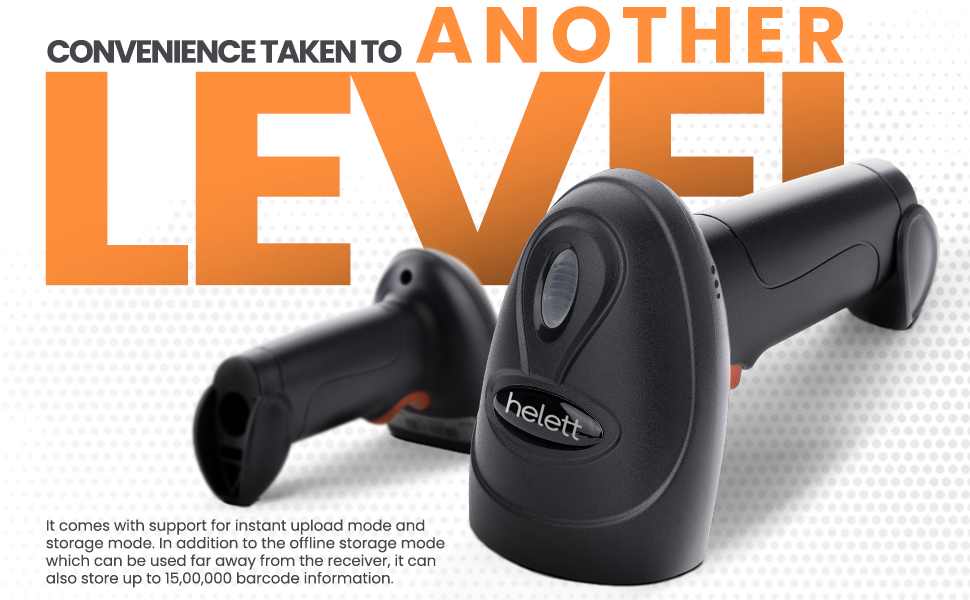 CONVENIENCE TAKEN TO ANOTHER
LEVEL
helett
It comes with support for instant upload mode and
storage mode. In addition to the offline storage mode
which can be used far away from the receiver, it can
also store up to 15,00,000 barcode information.